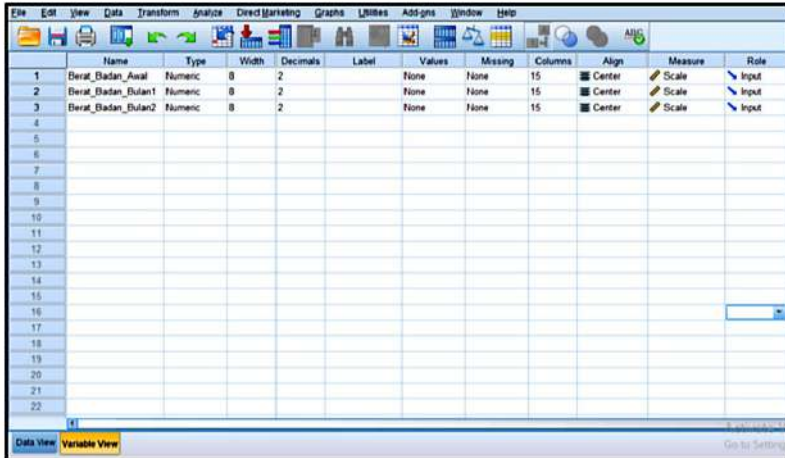 File Edit View Data Transform Analyze Direct Marketing Graphs Utilities Add-ons Window Help
Name Type Width Decimals Label Values Missing Columns Align Measure Role
1 Berat_Badan_Awal Numeric 8 2 None None 15 Center Scale Input
2 Berat_Badan_Bulan1 Numeric 8 2 None None 15 Center Scale Input
3 Berat_Badan_Bulan2 Numeric 8 2 None None 15 Center Scale Input
4
5
6
7
8
9
10
11
12
13
14
15
16
17
18
19
20
21
22
Data View Variable View
Go to Setting